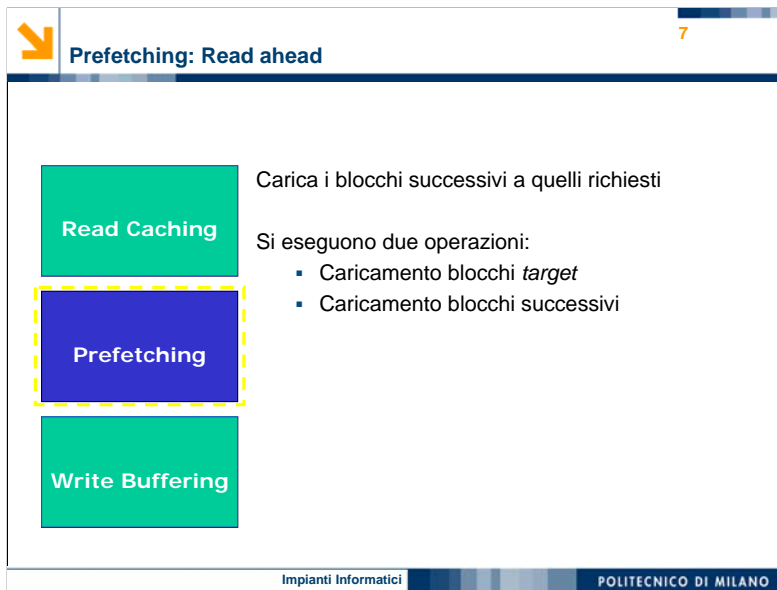 7
Prefetching: Read ahead
Read Caching
Prefetching
Write Buffering
Carica i blocchi successivi a quelli richiesti
Si eseguono due operazioni:
▪ Caricamento blocchi target
▪ Caricamento blocchi successivi
Impianti Informatici
POLITECNICO DI MILANO